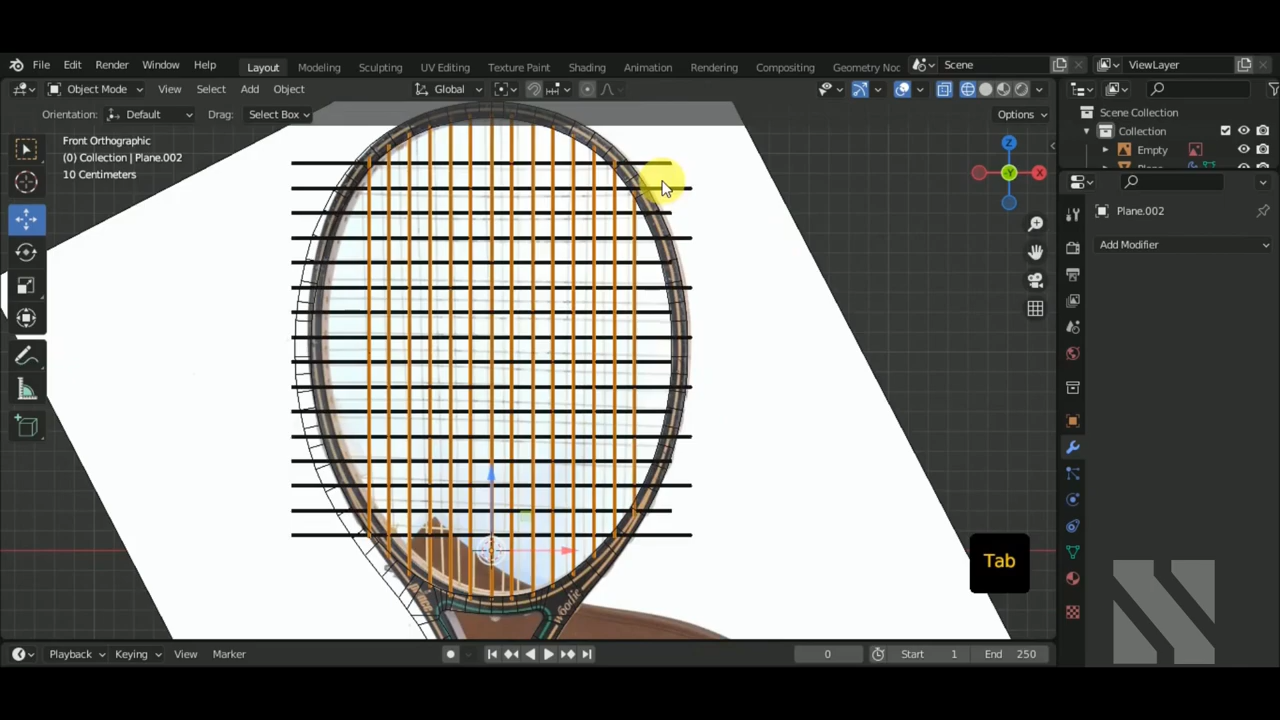 File Edit Render Window Help Layout Modeling Sculpting UV Editing Texture Paint Shading Animation Rendering Compositing Geometry Noc Scene ViewLayer
Object Mode View Select Add Object Global
Orientation: Default Drag: Select Box Options
Scene Collection
Collection
Empty
Front Orthographic
(0) Collection | Plane.002
10 Centimeters
Z
-Y
X
Plane.002
Add Modifier
Tab
Woodie
Playback Keying View Marker 0 Start 1 End 250